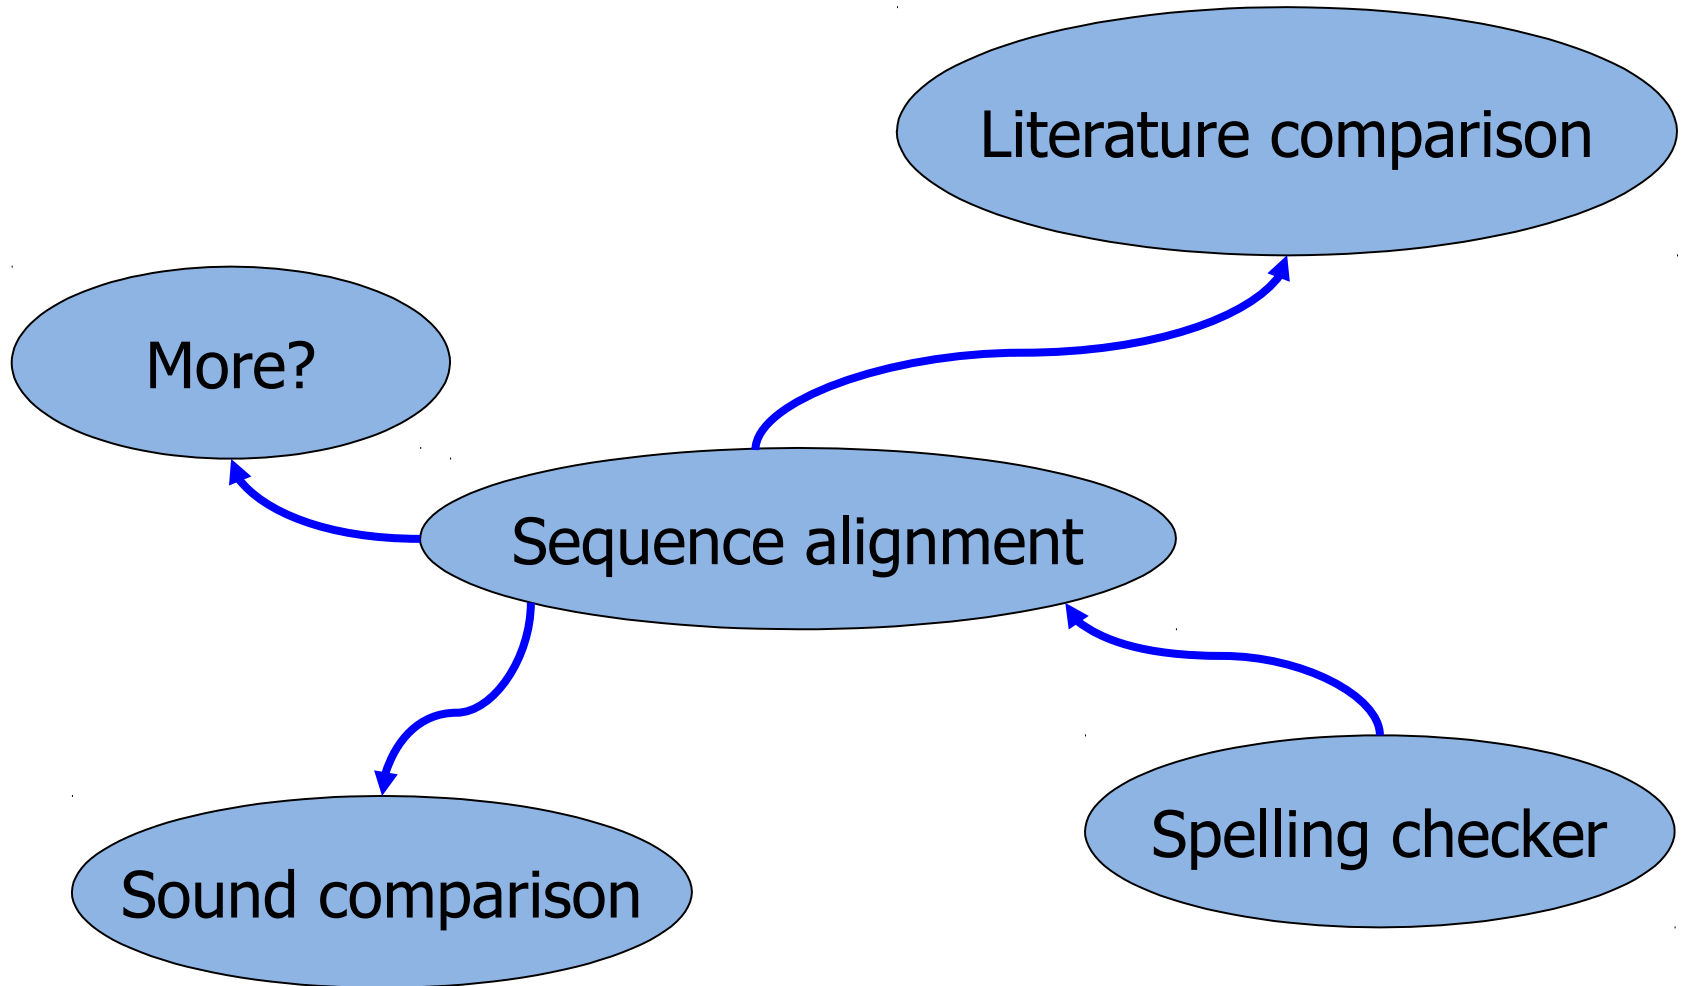 Literature comparison
More?
Sequence alignment
Spelling checker
Sound comparison